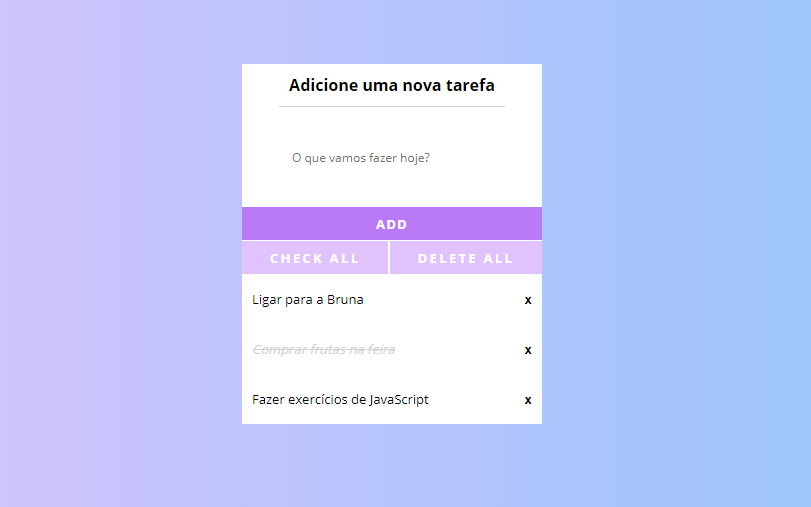 Adicione uma nova tarefa
O que vamos fazer hoje?
ADD
CHECK ALL DELETE ALL
Ligar para a Bruna x
Comprar frutas na feira x
Fazer exercícios de JavaScript x